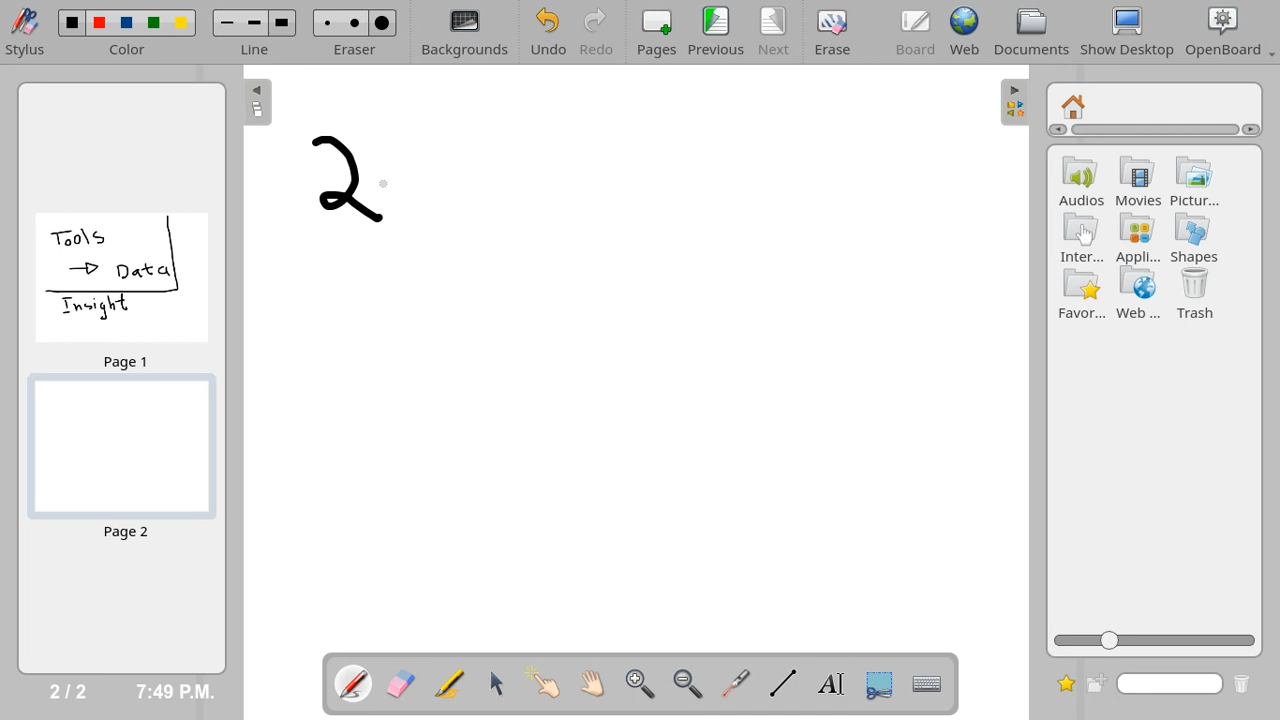 Stylus
Color
Line
Eraser
Backgrounds
Undo
Redo
Pages
Previous
Next
Erase
Board
Web
Documents
Show Desktop
OpenBoard
Tools
→ Data
Insight
Page 1
Page 2
2
Audios
Movies
Pictur...
Inter...
Appli...
Shapes
Favor...
Web ...
Trash
2 / 2
7:49 P.M.
AI